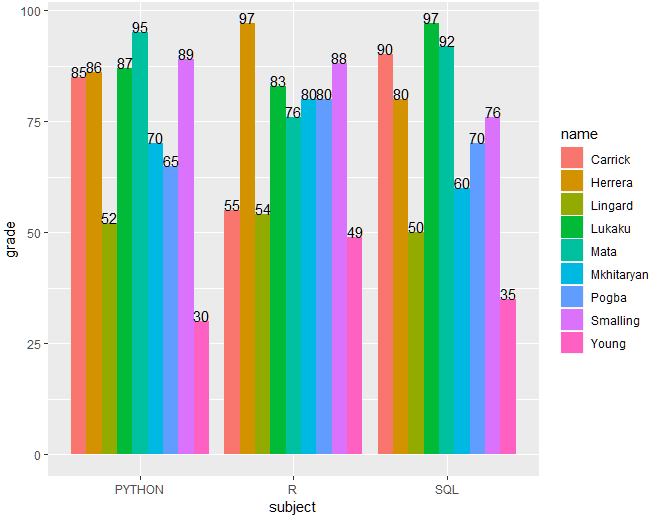 grade
100
75
50
25
0
85 86 52 87 95 70 65 89 30
55 97 54 83 76 80 80 88 49
90 80 50 97 92 60 70 76 35
PYTHON R SQL
subject
name
Carrick
Herrera
Lingard
Lukaku
Mata
Mkhitaryan
Pogba
Smalling
Young